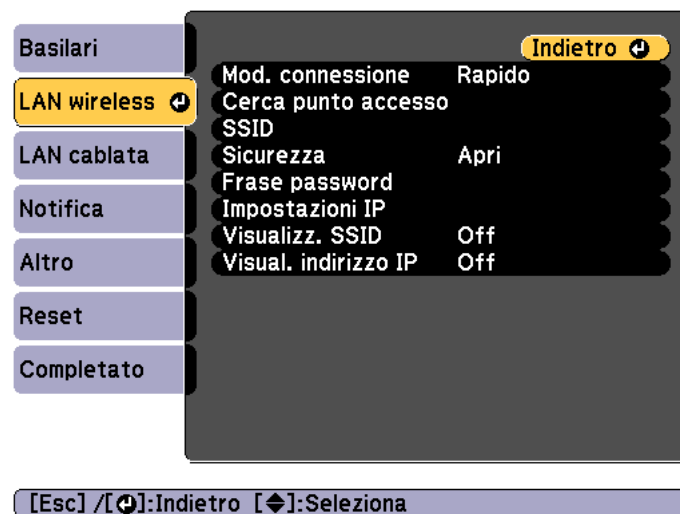 Basilari
LAN wireless
LAN cablata
Notifica
Altro
Reset
Completato
Indietro
Mod. connessione Rapido
Cerca punto accesso
SSID
Sicurezza Apri
Frase password
Impostazioni IP
Visualizz. SSID Off
Visual. indirizzo IP Off
[Esc] /[⏎]:Indietro [◆]:Seleziona